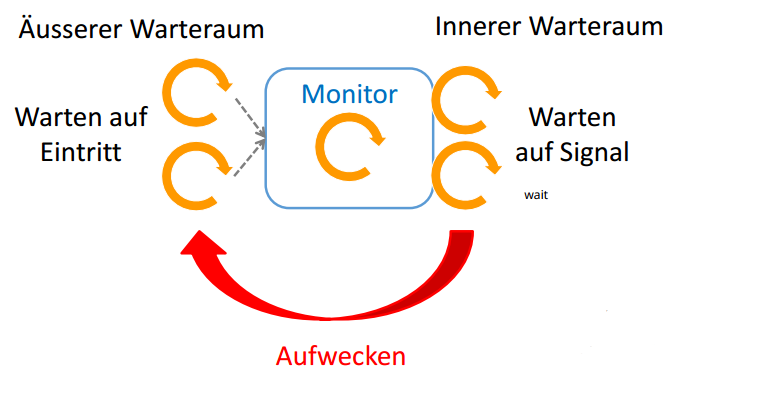 Äusserer Warteraum
Innerer Warteraum
Warten auf
Eintritt
Monitor
Warten
auf Signal
wait
Aufwecken